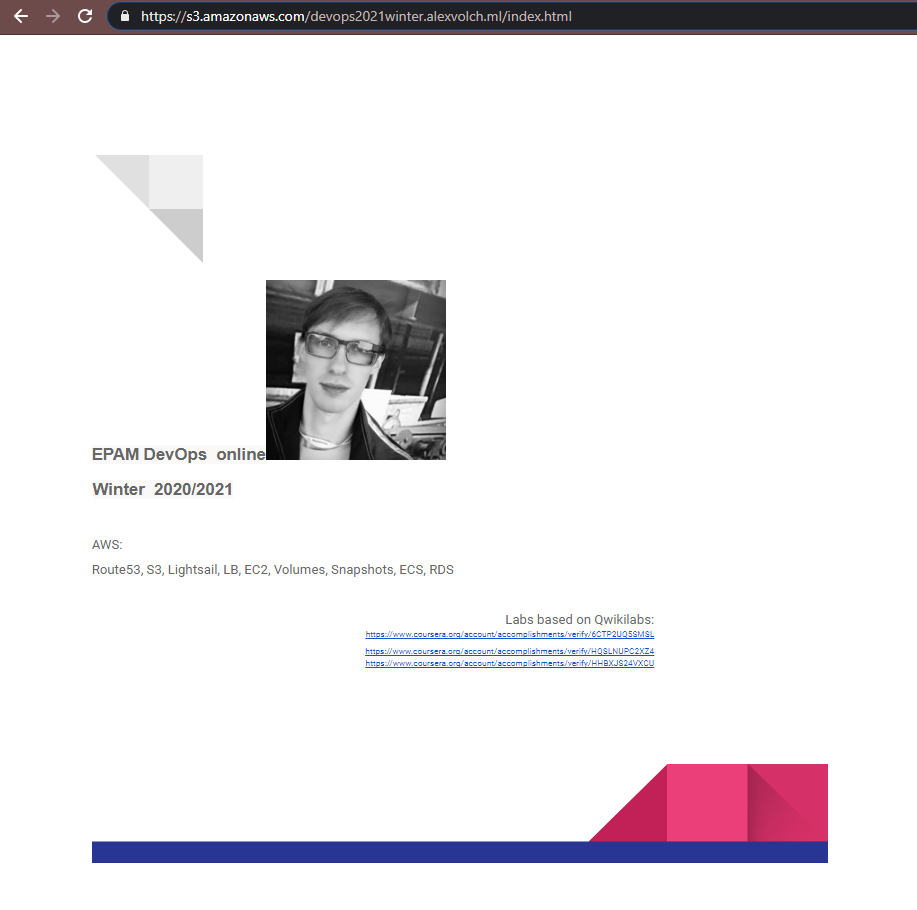 https://s3.amazonaws.com/devops2021winter.alexvolch.ml/index.html
EPAM DevOps online
Winter 2020/2021
AWS:
Route53, S3, Lightsail, LB, EC2, Volumes, Snapshots, ECS, RDS
Labs based on Qwikilabs:
https://www.coursera.org/account/accomplishments/verify/6CTP2UQ5SMSL
https://www.coursera.org/account/accomplishments/verify/HQSLNUPC2XZ4
https://www.coursera.org/account/accomplishments/verify/HHBXJS24VXCU